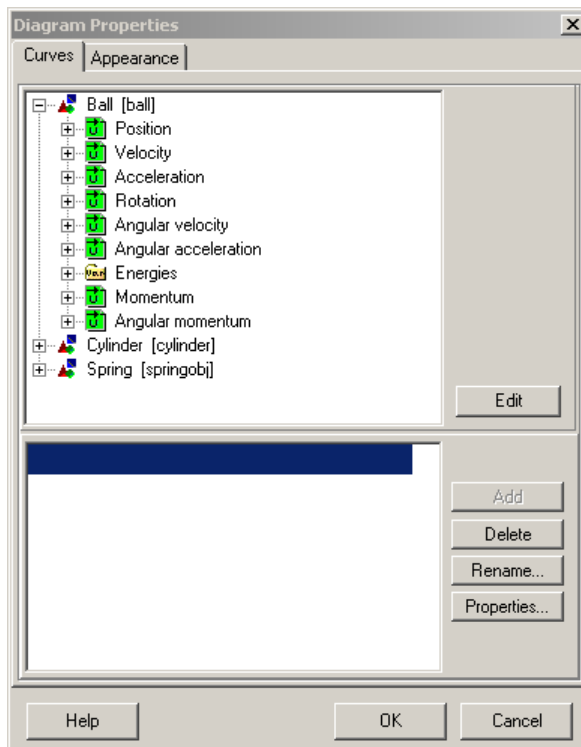 Diagram Properties
Curves Appearance
Ball [ball]
Position
Velocity
Acceleration
Rotation
Angular velocity
Angular acceleration
Energies
Momentum
Angular momentum
Cylinder [cylinder]
Spring [springobj]
Edit
Add
Delete
Rename...
Properties...
Help OK Cancel